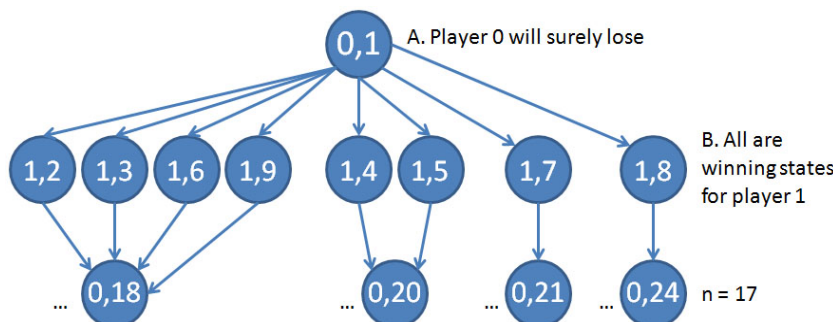 0,1 A. Player 0 will surely lose
1,2 1,3 1,6 1,9 1,4 1,5 1,7 1,8
B. All are
winning states
for player 1
... 0,18 ... 0,20 ... 0,21 ... 0,24 n = 17